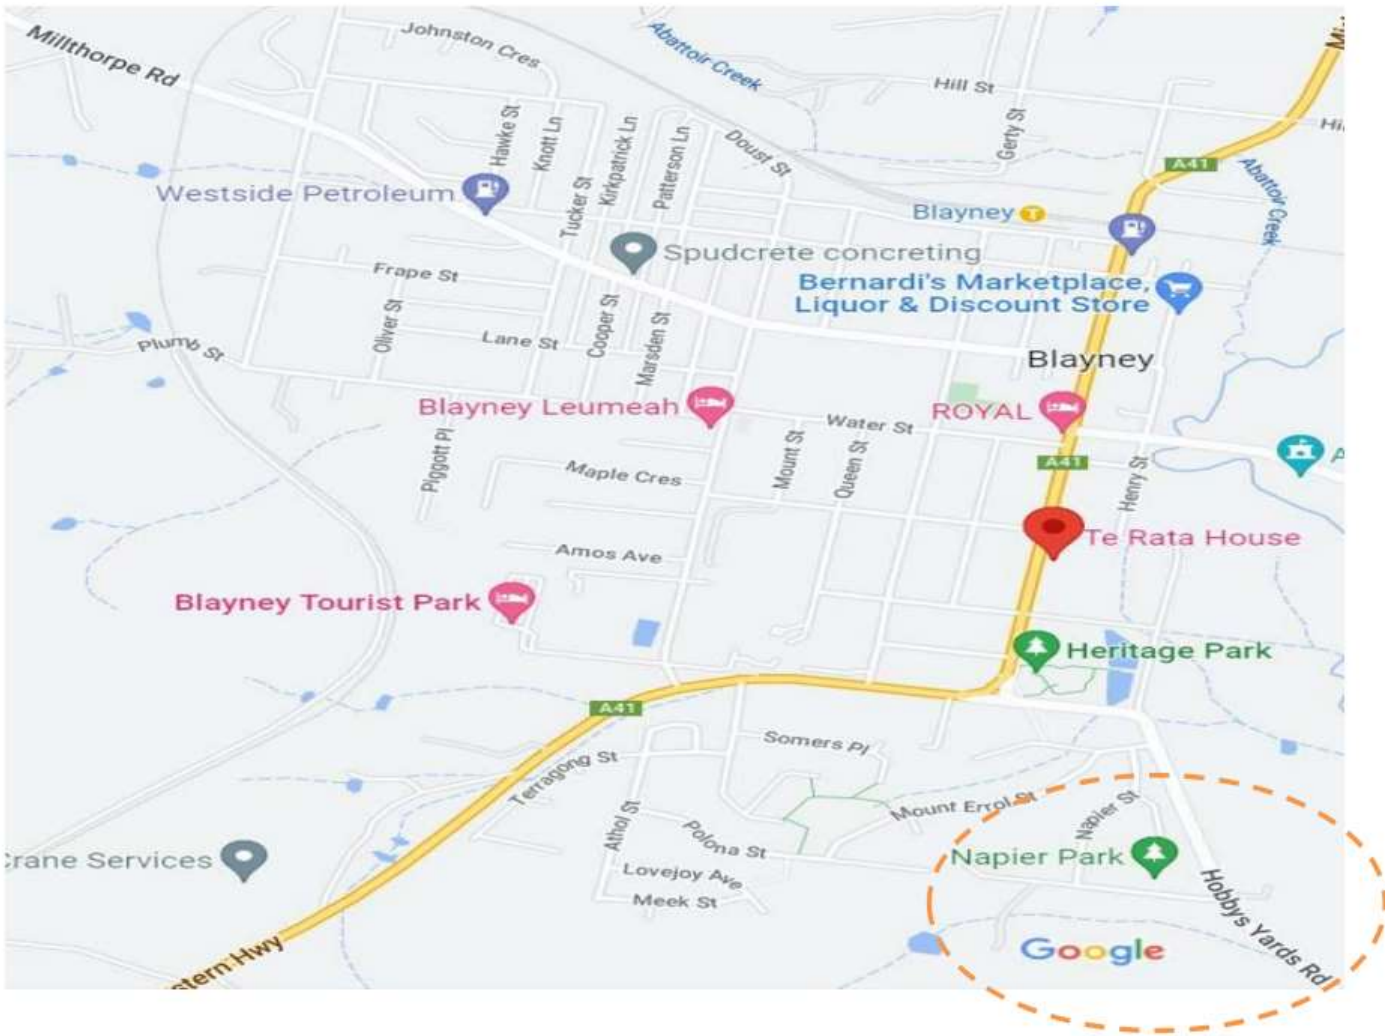 Millthorpe Rd
Johnston Cres
Abattoir Creek
Hill St
Gerty St
Hawke St
Knott Ln
Kirkpatrick Ln
Patterson Ln
Doust St
A41
Abattoir Creek
Westside Petroleum
Tucker St
Blayney
Spudcrete concreting
Frape St
Bernardi's Marketplace,
Liquor & Discount Store
Oliver St
Lane St
Cooper St
Marsden St
Plumb St
Blayney
Blayney Leumeah
Water St
ROYAL
A41
Piggott Pl
Maple Cres
Mount St
Queen St
Henry St
A
Te Rata House
Amos Ave
Blayney Tourist Park
Heritage Park
A41
Somers Pl
Terragong St
Athol St
Polona St
Mount Errol St
Napier St
Crane Services
Napier Park
Lovejoy Ave
Meek St
Hobbys Yards Rd
stern Hwy
Google